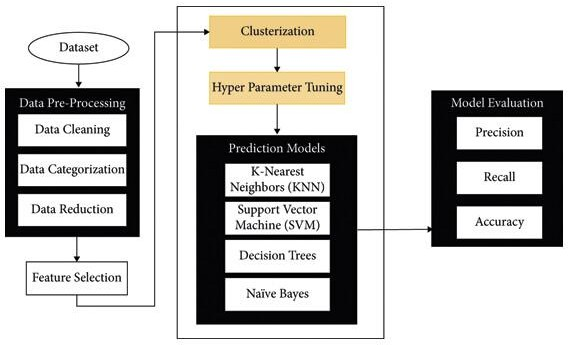 Dataset
Data Pre-Processing
Data Cleaning
Data Categorization
Data Reduction
Feature Selection
Clusterization
Hyper Parameter Tuning
Prediction Models
K-Nearest
Neighbors (KNN)
Support Vector
Machine (SVM)
Decision Trees
Naïve Bayes
Model Evaluation
Precision
Recall
Accuracy